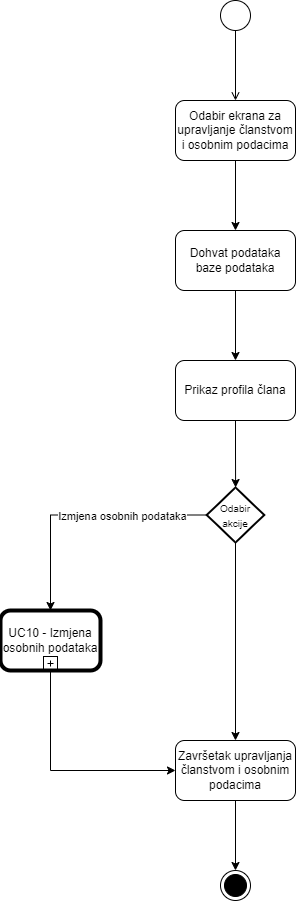 Odabir ekrana za
upravljanje članstvom
i osobnim podacima
Dohvat podataka
baze podataka
Prikaz profila člana
Odabir
akcije
Izmjena osobnih podataka
UC10 - Izmjena
osobnih podataka
+
Završetak upravljanja
članstvom i osobnim
podacima